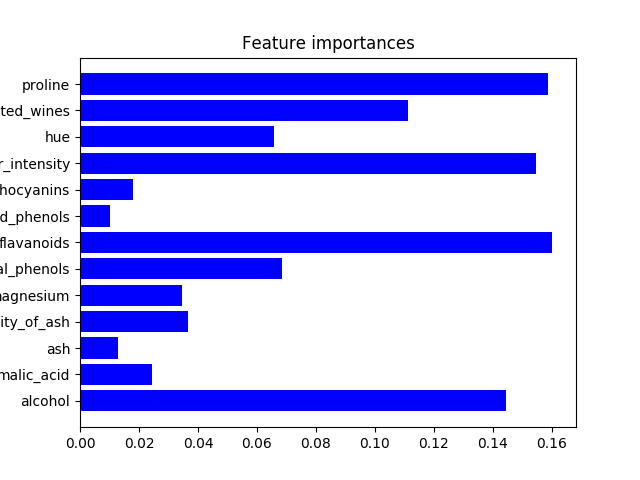 Feature importances
proline
ted_wines
hue
r_intensity
hocyanins
d_phenols
flavanoids
al_phenols
agnesium
ity_of_ash
ash
malic_acid
alcohol
0.00 0.02 0.04 0.06 0.08 0.10 0.12 0.14 0.16